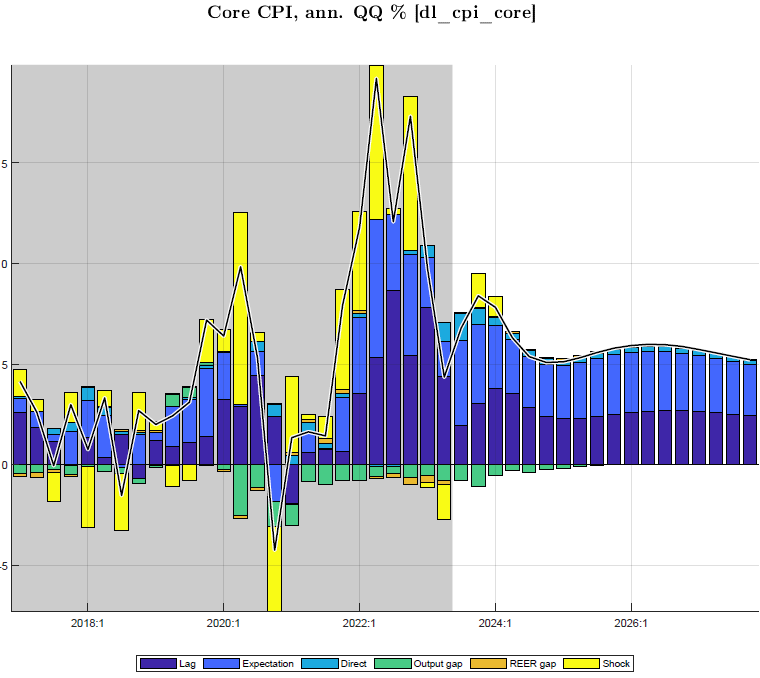 Core CPI, ann. QQ % [dl_cpi_core]
5
0
5
0
-5
2018:1 2020:1 2022:1 2024:1 2026:1
Lag Expectation Direct Output gap REER gap Shock